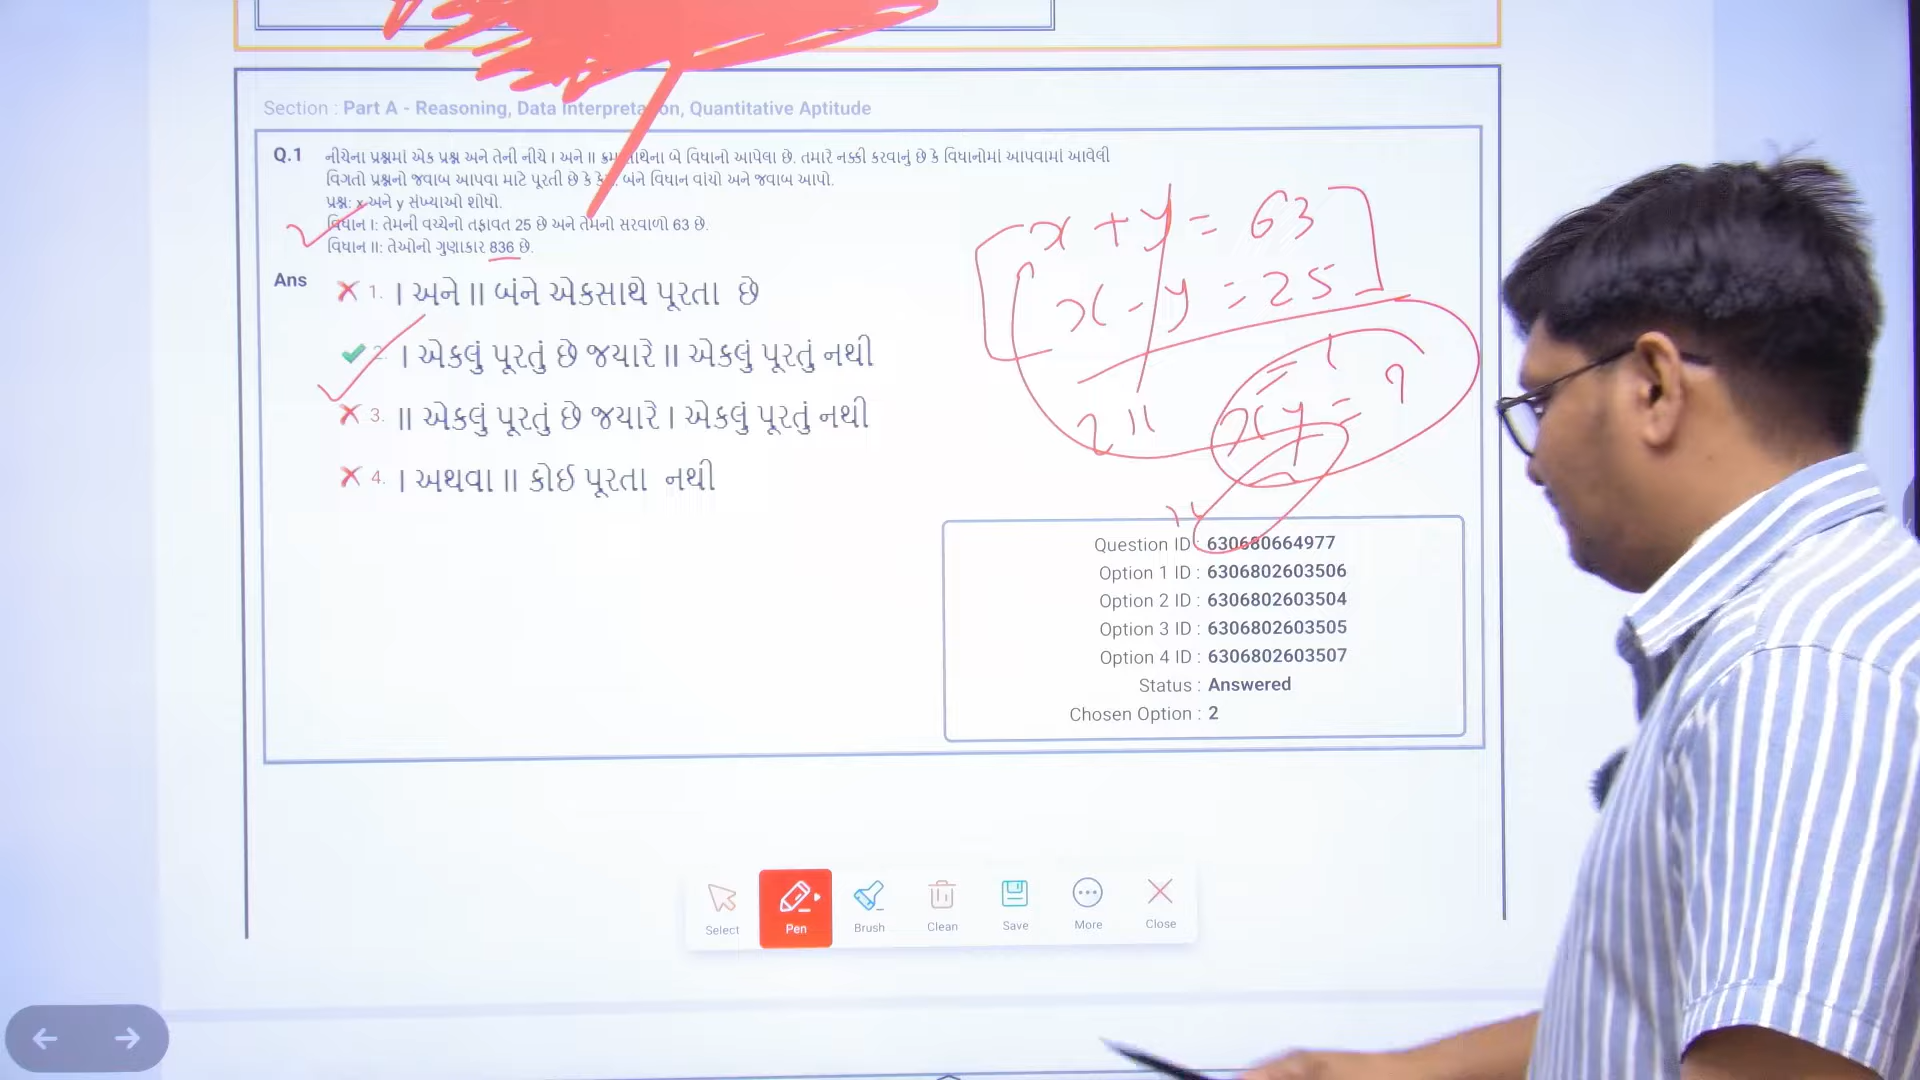 Section : Part A - Reasoning, Data Interpretation, Quantitative Aptitude
Q.1 નીચેના પ્રશ્નમાં એક પ્રશ્ન અને તેની નીચે I અને II ક્રમ સાથેના બે વિધાનો આપેલા છે. તમારે નક્કી કરવાનું છે કે વિધાનોમાં આપવામાં આવેલી
વિગતો પ્રશ્નનો જવાબ આપવા માટે પૂરતી છે કે કેમ. બંને વિધાન વાંચો અને જવાબ આપો.
પ્રશ્ન: x અને y સંખ્યાઓ શોધો.
વિધાન I: તેમની વચ્ચેનો તફાવત 25 છે અને તેમનો સરવાળો 63 છે.
વિધાન II: તેઓનો ગુણાકાર 836 છે.
Ans
1. I અને II બંને એકસાથે પૂરતા છે
2. I એકલું પૂરતું છે જયારે II એકલું પૂરતું નથી
3. II એકલું પૂરતું છે જયારે I એકલું પૂરતું નથી
4. I અથવા II કોઈ પૂરતા નથી
x + y = 63
x - y = 25
xy = ?
Question ID : 630680664977
Option 1 ID : 6306802603506
Option 2 ID : 6306802603504
Option 3 ID : 6306802603505
Option 4 ID : 6306802603507
Status : Answered
Chosen Option : 2
Select Pen Brush Clean Save More Close